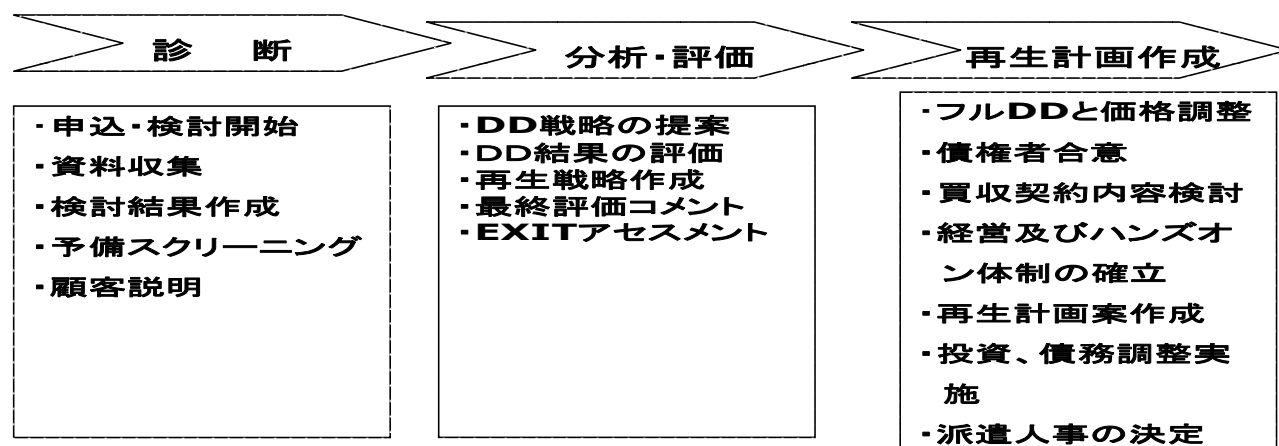 診　断
・申込・検討開始
・資料収集
・検討結果作成
・予備スクリーニング
・顧客説明
分析・評価
・DD戦略の提案
・DD結果の評価
・再生戦略作成
・最終評価コメント
・EXITアセスメント
再生計画作成
・フルDDと価格調整
・債権者合意
・買収契約内容検討
・経営及びハンズオ
ン体制の確立
・再生計画案作成
・投資、債務調整実
施
・派遣人事の決定